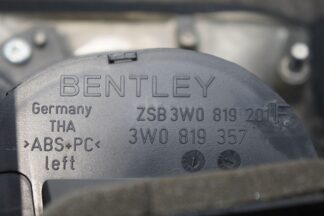 BENTLEY
Germany
THA
>ABS+PC<
left
ZSB 3W0 819 201
3W0 819 357